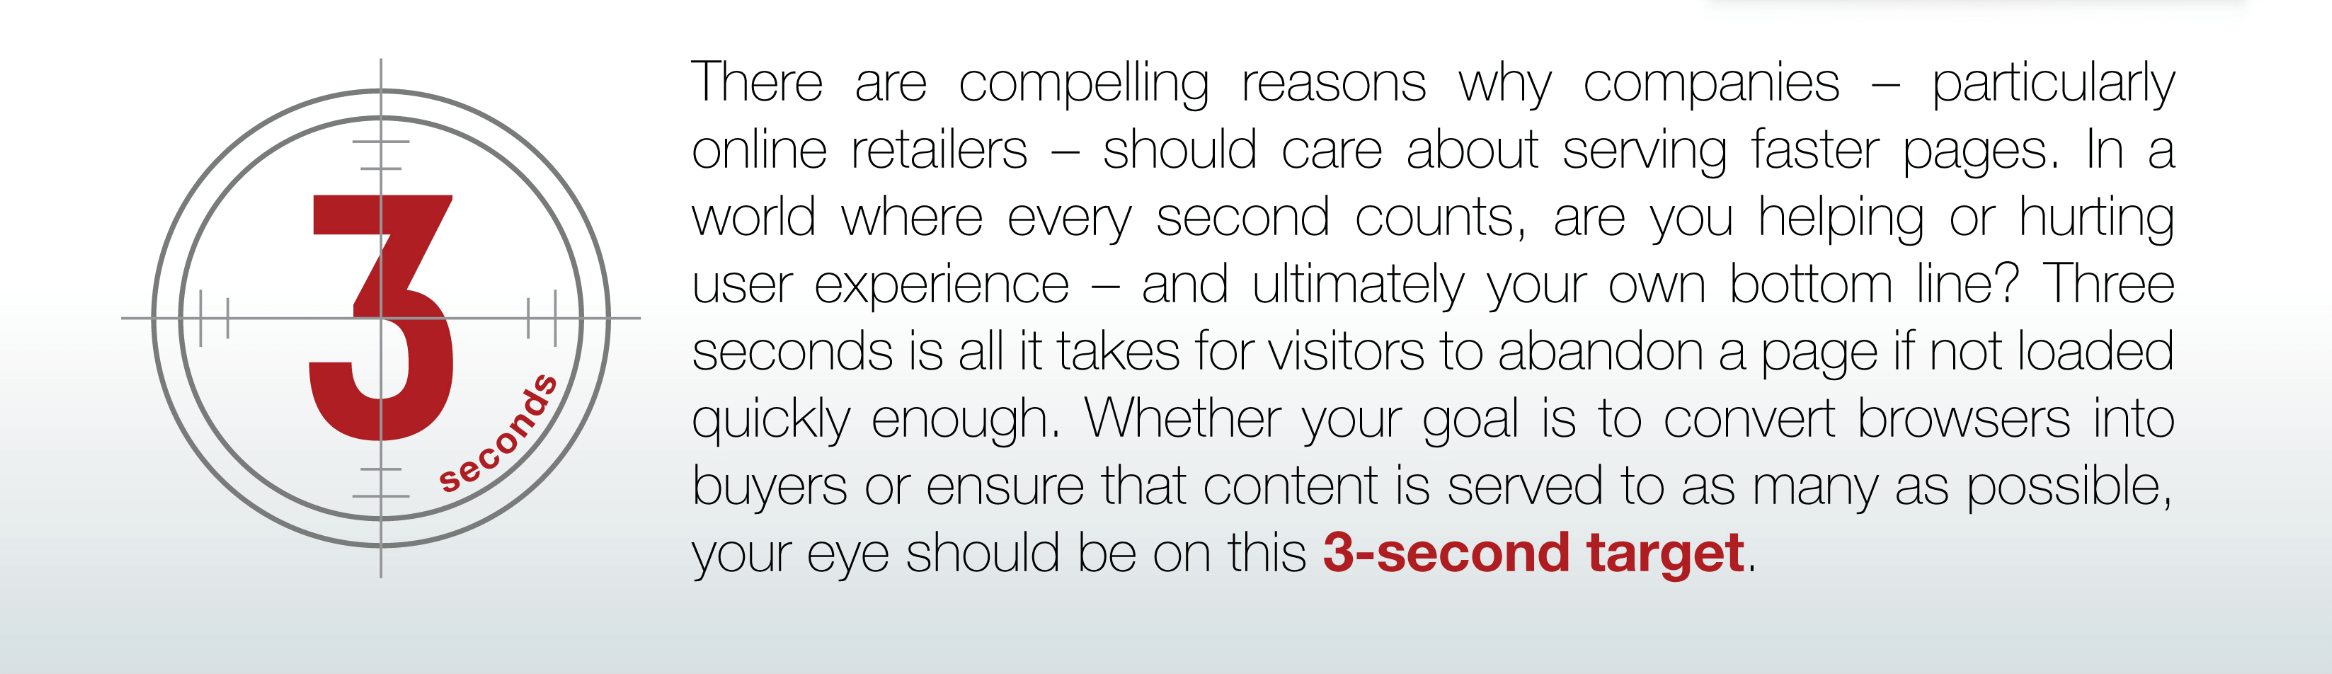 3
seconds
There are compelling reasons why companies – particularly
online retailers – should care about serving faster pages. In a
world where every second counts, are you helping or hurting
user experience – and ultimately your own bottom line? Three
seconds is all it takes for visitors to abandon a page if not loaded
quickly enough. Whether your goal is to convert browsers into
buyers or ensure that content is served to as many as possible,
your eye should be on this 3-second target.